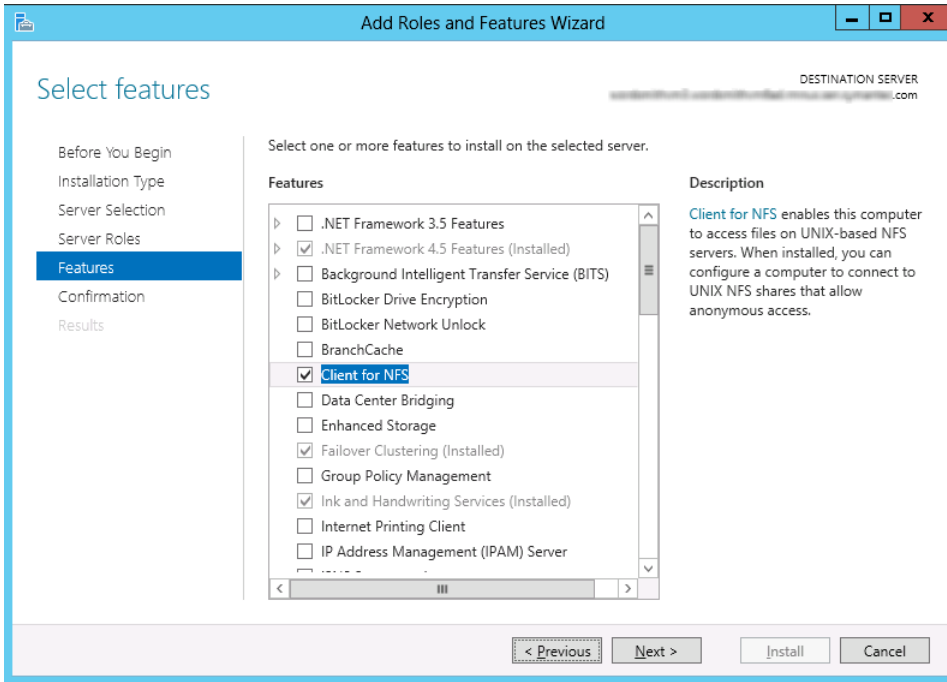 Add Roles and Features Wizard
Select features
DESTINATION SERVER
.com
Before You Begin
Installation Type
Server Selection
Server Roles
Features
Confirmation
Results
Select one or more features to install on the selected server.
Features
.NET Framework 3.5 Features
.NET Framework 4.5 Features (Installed)
Background Intelligent Transfer Service (BITS)
BitLocker Drive Encryption
BitLocker Network Unlock
BranchCache
Client for NFS
Data Center Bridging
Enhanced Storage
Failover Clustering (Installed)
Group Policy Management
Ink and Handwriting Services (Installed)
Internet Printing Client
IP Address Management (IPAM) Server
Description
Client for NFS enables this computer
to access files on UNIX-based NFS
servers. When installed, you can
configure a computer to connect to
UNIX NFS shares that allow
anonymous access.
< Previous
Next >
Install
Cancel